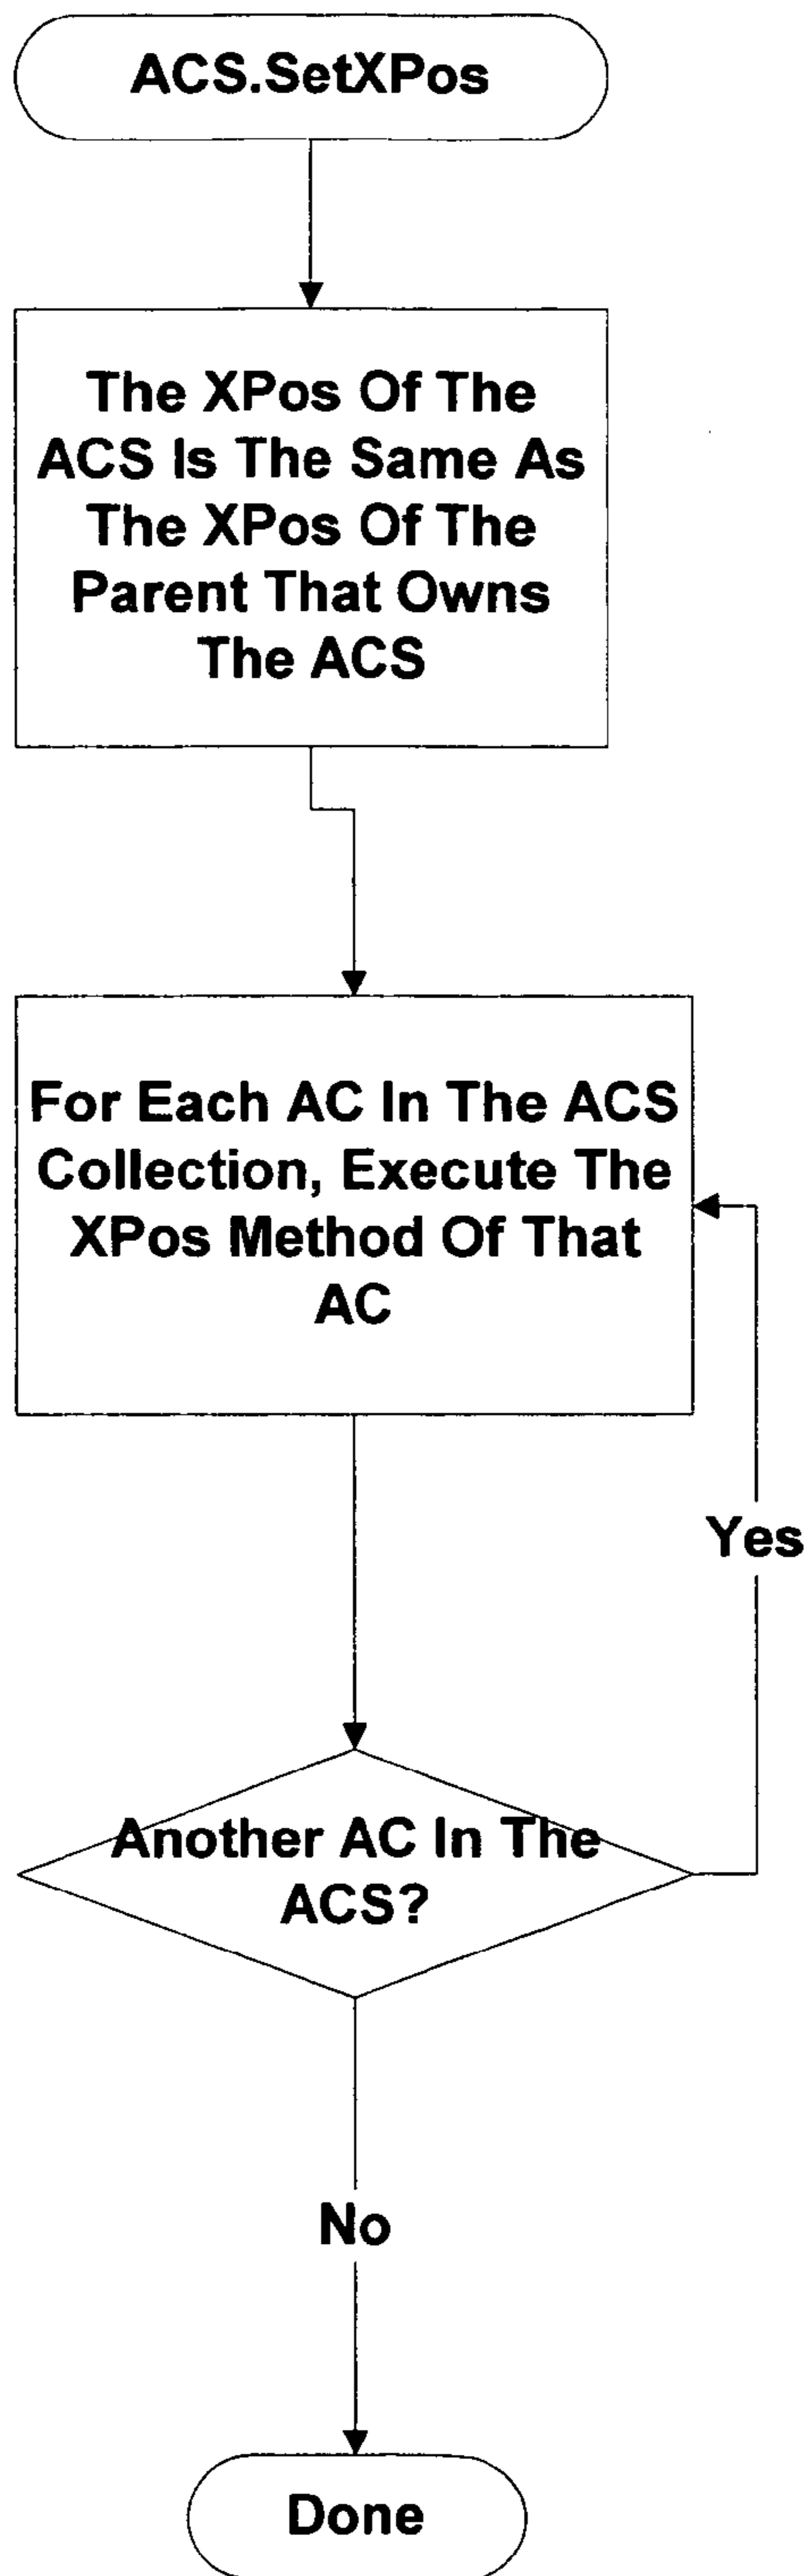 ACS.SetXPos
The XPos Of The
ACS Is The Same As
The XPos Of The
Parent That Owns
The ACS
For Each AC In The ACS
Collection, Execute The
XPos Method Of That
AC
Yes
Another AC In The
ACS?
No
Done